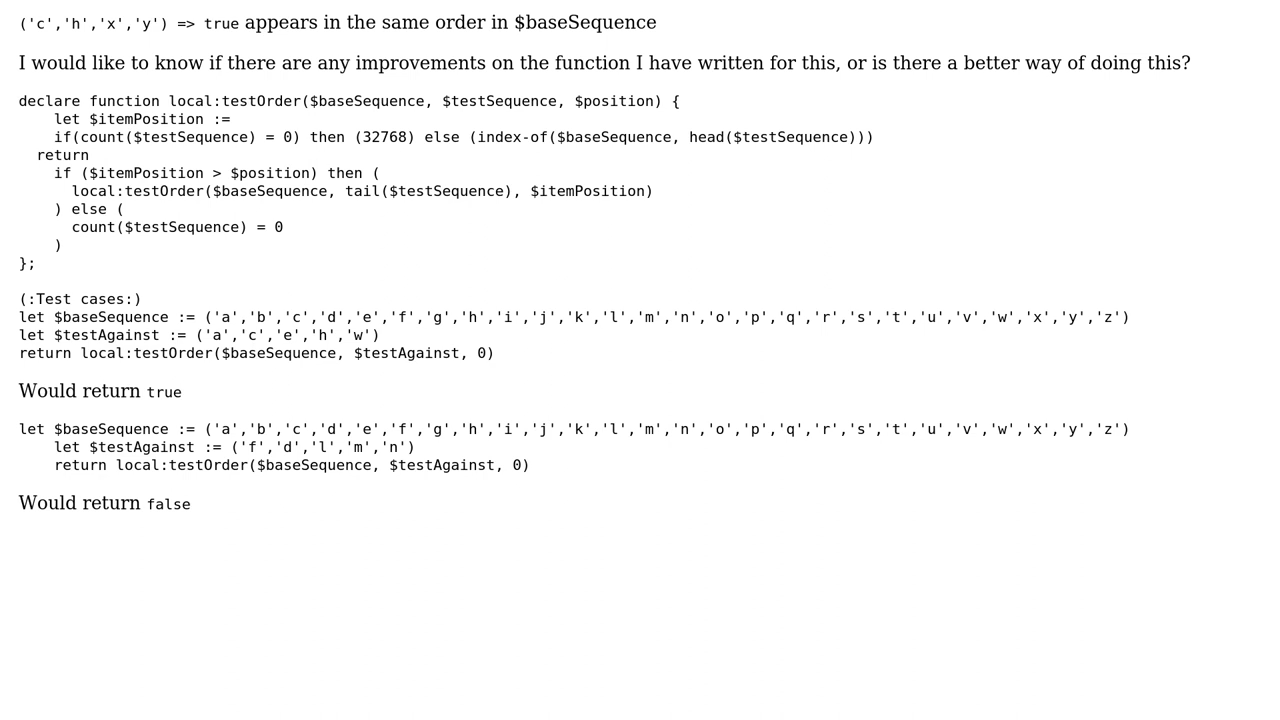 ('c','h','x','y') => true appears in the same order in $baseSequence
I would like to know if there are any improvements on the function I have written for this, or is there a better way of doing this?
declare function local:testOrder($baseSequence, $testSequence, $position) {
    let $itemPosition :=
    if(count($testSequence) = 0) then (32768) else (index-of($baseSequence, head($testSequence)))
  return
    if ($itemPosition > $position) then (
      local:testOrder($baseSequence, tail($testSequence), $itemPosition)
    ) else (
      count($testSequence) = 0
    )
};
(:Test cases:)
let $baseSequence := ('a','b','c','d','e','f','g','h','i','j','k','l','m','n','o','p','q','r','s','t','u','v','w','x','y','z')
let $testAgainst := ('a','c','e','h','w')
return local:testOrder($baseSequence, $testAgainst, 0)
Would return true
let $baseSequence := ('a','b','c','d','e','f','g','h','i','j','k','l','m','n','o','p','q','r','s','t','u','v','w','x','y','z')
    let $testAgainst := ('f','d','l','m','n')
    return local:testOrder($baseSequence, $testAgainst, 0)
Would return false